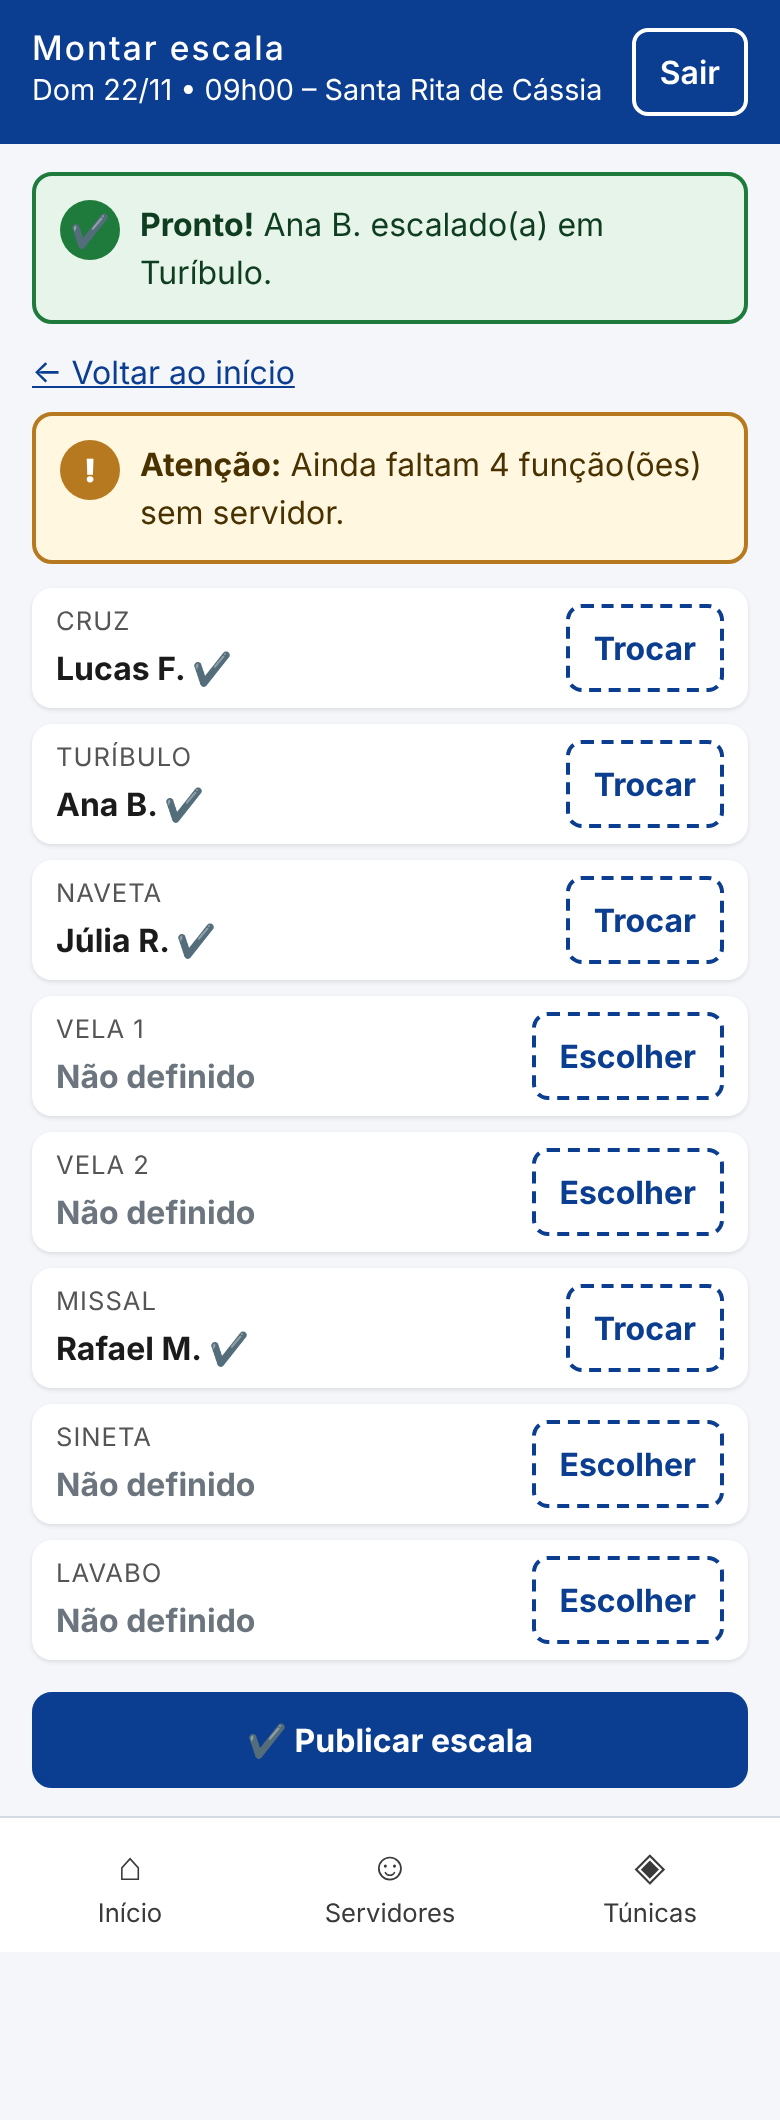 Montar escala
Dom 22/11 • 09h00 – Santa Rita de Cássia
Sair
✔ Pronto! Ana B. escalado(a) em
Turíbulo.
← Voltar ao início
! Atenção: Ainda faltam 4 função(ões)
sem servidor.
CRUZ
Lucas F. ✔
Trocar
TURÍBULO
Ana B. ✔
Trocar
NAVETA
Júlia R. ✔
Trocar
VELA 1
Não definido
Escolher
VELA 2
Não definido
Escolher
MISSAL
Rafael M. ✔
Trocar
SINETA
Não definido
Escolher
LAVABO
Não definido
Escolher
✔ Publicar escala
Início
Servidores
Túnicas